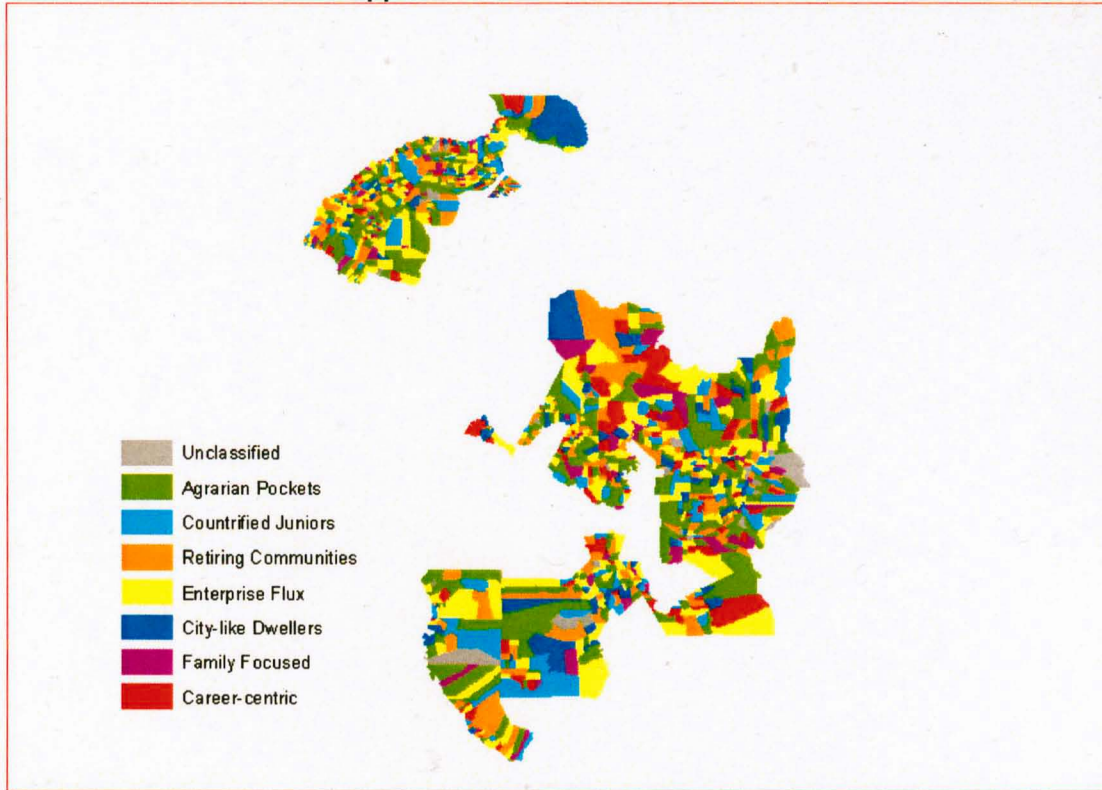 Unclassified
Agrarian Pockets
Countrified Juniors
Retiring Communities
Enterprise Flux
City-like Dwellers
Family Focused
Career-centric